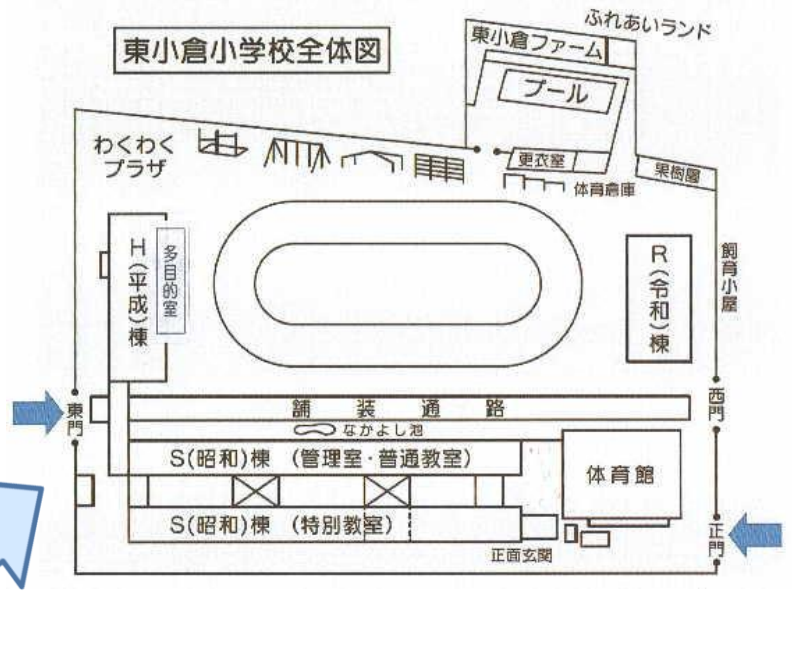 ふれあいランド
東小倉小学校全体図
東小倉ファーム
プール
わくわく
プラザ
更衣室
果樹園
体育倉庫
H(平成)棟
多目的室
R(令和)棟
飼育小屋
舗装通路
東門
西門
なかよし池
S(昭和)棟 (管理室・普通教室)
体育館
S(昭和)棟 (特別教室)
正門
正面玄関